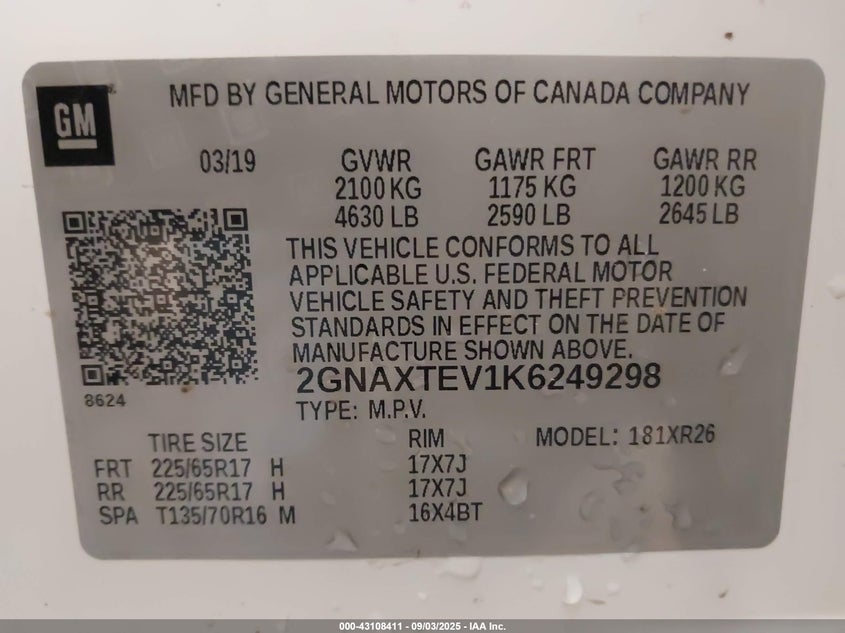 GM
MFD BY GENERAL MOTORS OF CANADA COMPANY
03/19 GVWR GAWR FRT GAWR RR
2100 KG 1175 KG 1200 KG
4630 LB 2590 LB 2645 LB
THIS VEHICLE CONFORMS TO ALL
APPLICABLE U.S. FEDERAL MOTOR
VEHICLE SAFETY AND THEFT PREVENTION
STANDARDS IN EFFECT ON THE DATE OF
MANUFACTURE SHOWN ABOVE.
2GNAXTEV1K6249298
8624
TYPE: M.P.V.
TIRE SIZE RIM MODEL: 181XR26
FRT 225/65R17 H 17X7J
RR 225/65R17 H 17X7J
SPA T135/70R16 M 16X4BT
000-43108411 - 09/03/2025 - IAA Inc.